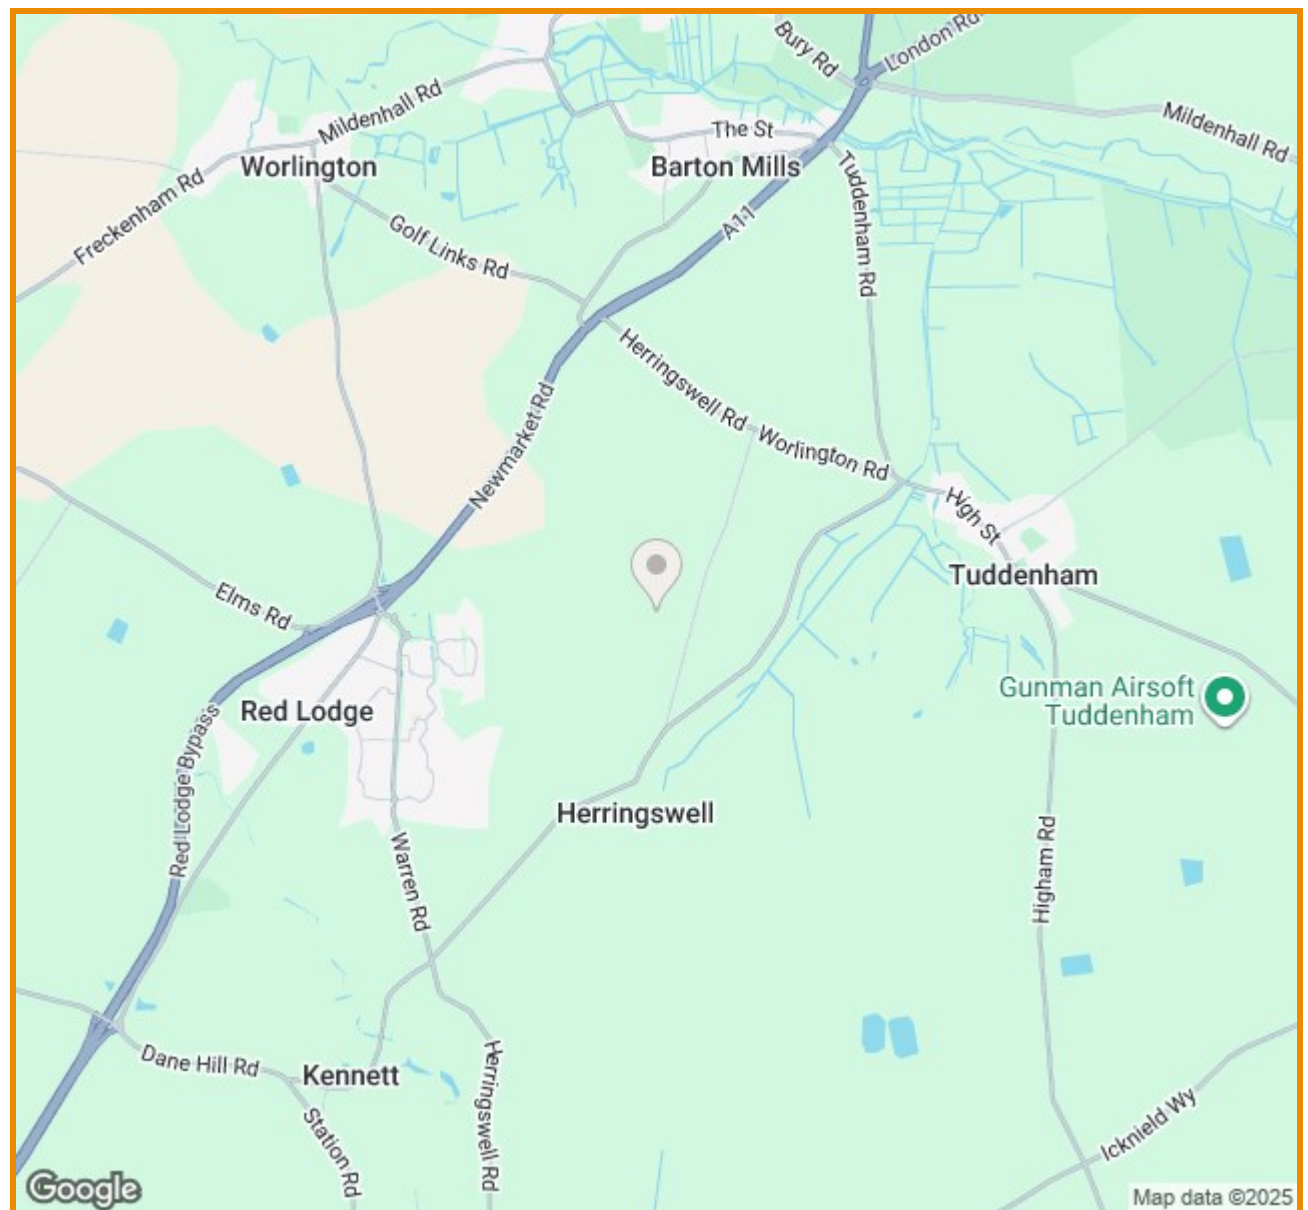 Bury Rd
London Rd
Mildenhall Rd
The St
Mildenhall Rd
Worlington
Barton Mills
Freckenham Rd
Tuddenham Rd
A11
Golf Links Rd
Herringswell Rd
Worlington Rd
Newmarket Rd
High St
Tuddenham
Elms Rd
Gunman Airsoft
Tuddenham
Red Lodge
Red Lodge Bypass
Herringswell
Warren Rd
Higham Rd
Dane Hill Rd
Kennett
Herringswell Rd
Station Rd
Icknield Wy
Google
Map data ©2025